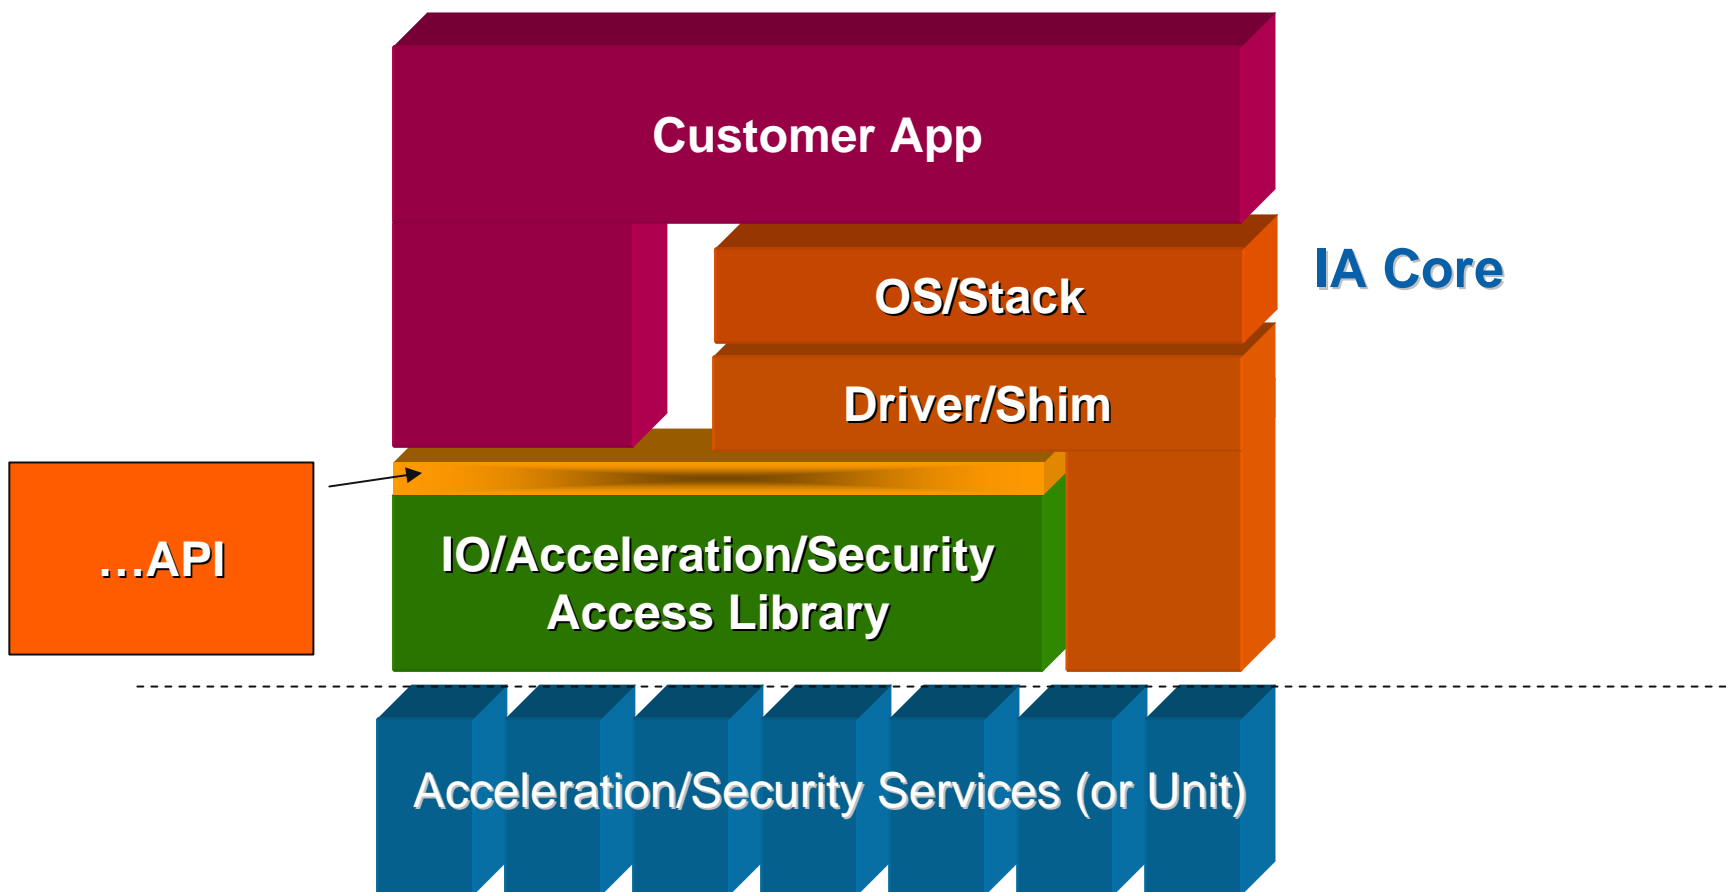 Customer App
IA Core
OS/Stack
Driver/Shim
…API
IO/Acceleration/Security
Access Library
Acceleration/Security Services (or Unit)